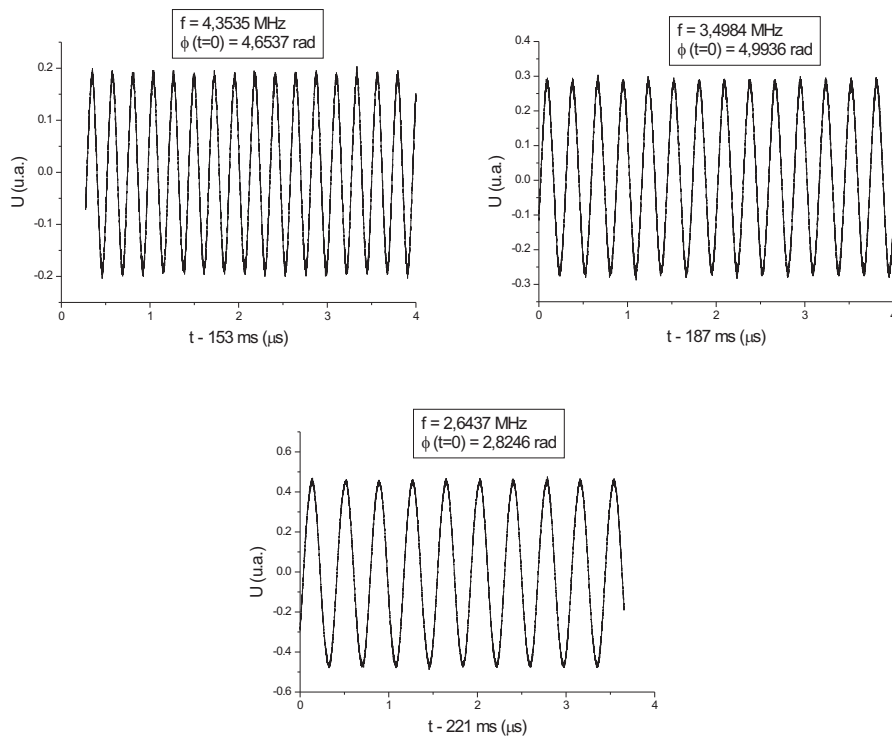 f = 4,3535 MHz
ϕ (t=0) = 4,6537 rad
0.2
0.1
0.0
-0.1
-0.2
U (u.a.)
0 1 2 3 4
t - 153 ms (μs)
f = 3,4984 MHz
ϕ (t=0) = 4,9936 rad
0.4
0.3
0.2
0.1
0.0
-0.1
-0.2
-0.3
U (u.a.)
0 1 2 3 4
t - 187 ms (μs)
f = 2,6437 MHz
ϕ (t=0) = 2,8246 rad
0.6
0.4
0.2
0.0
-0.2
-0.4
-0.6
U (u.a.)
0 1 2 3 4
t - 221 ms (μs)